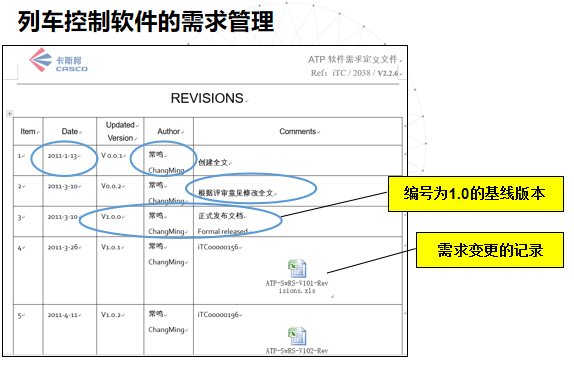 列车控制软件的需求管理
卡斯柯
CASCO
ATP 软件需求定义文件
Ref: iTC / 2038 / V2.2.6
REVISIONS
Item Date Updated Version Author Comments
1 2011-1-13 V 0.0.1 常鸣 ChangMing 创建全文
2 2011-3-10 V0.0.2 常鸣 ChangMing 根据评审意见修改全文
3 2011-3-10 V1.0.0 常鸣 ChangMing 正式发布文档 Formal released
4 2011-3-26 V1.0.1 常鸣 ChangMing iTC00000156
ATP-SwRS-V101-Rev
isions.xls
5 2011-4-11 V1.0.2 常鸣 ChangMing iTC00000196
ATP-SwRS-V102-Rev
编号为1.0的基线版本
需求变更的记录